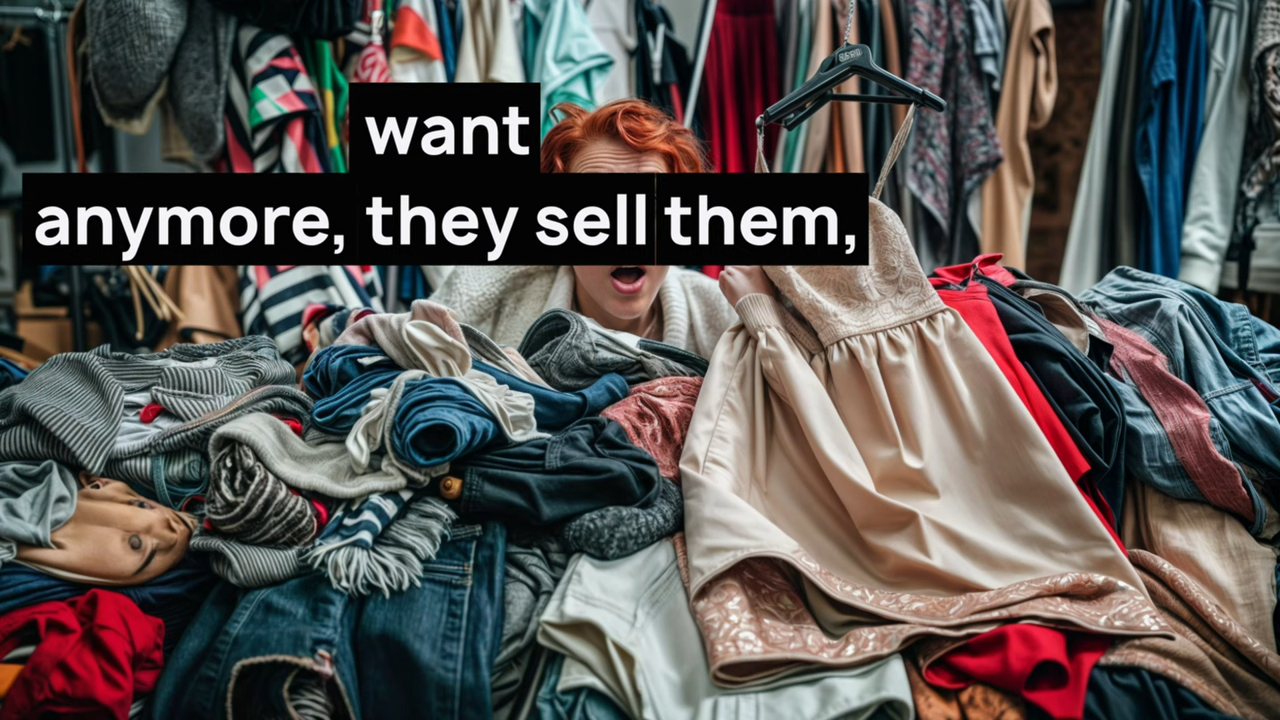 want
anymore, they sell them,